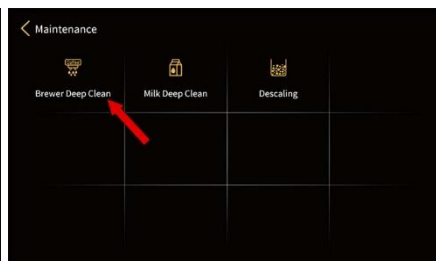 Maintenance
Brewer Deep Clean
Milk Deep Clean
Descaling